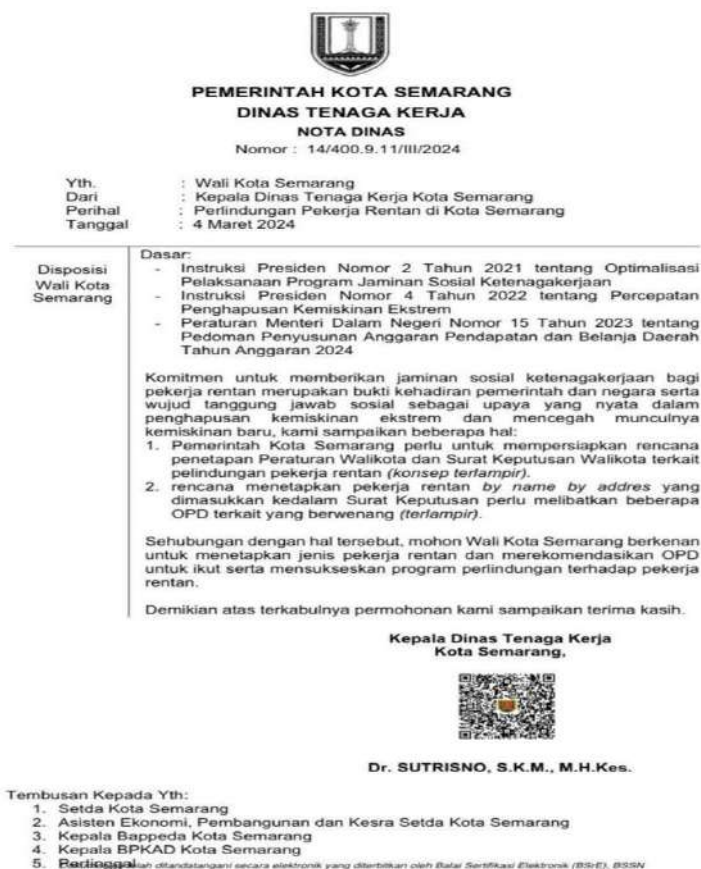 PEMERINTAH KOTA SEMARANG
DINAS TENAGA KERJA
NOTA DINAS
Nomor : 14/400.9.11/III/2024
Yth. : Wali Kota Semarang
Dari : Kepala Dinas Tenaga Kerja Kota Semarang
Perihal : Perlindungan Pekerja Rentan di Kota Semarang
Tanggal : 4 Maret 2024
Disposisi
Wali Kota
Semarang
Dasar:
- Instruksi Presiden Nomor 2 Tahun 2021 tentang Optimalisasi
Pelaksanaan Program Jaminan Sosial Ketenagakerjaan
- Instruksi Presiden Nomor 4 Tahun 2022 tentang Percepatan
Penghapusan Kemiskinan Ekstrem
- Peraturan Menteri Dalam Negeri Nomor 15 Tahun 2023 tentang
Pedoman Penyusunan Anggaran Pendapatan dan Belanja Daerah
Tahun Anggaran 2024
Komitmen untuk memberikan jaminan sosial ketenagakerjaan bagi
pekerja rentan merupakan bukti kehadiran pemerintah dan negara serta
wujud tanggung jawab sosial sebagai upaya yang nyata dalam
penghapusan kemiskinan ekstrem dan mencegah munculnya
kemiskinan baru, kami sampaikan beberapa hal:
1. Pemerintah Kota Semarang perlu untuk mempersiapkan rencana
penetapan Peraturan Walikota dan Surat Keputusan Walikota terkait
pelindungan pekerja rentan (konsep terlampir).
2. rencana menetapkan pekerja rentan by name by addres yang
dimasukkan kedalam Surat Keputusan perlu melibatkan beberapa
OPD terkait yang berwenang (terlampir).
Sehubungan dengan hal tersebut, mohon Wali Kota Semarang berkenan
untuk menetapkan jenis pekerja rentan dan merekomendasikan OPD
untuk ikut serta mensukseskan program perlindungan terhadap pekerja
rentan.
Demikian atas terkabulnya permohonan kami sampaikan terima kasih.
Kepala Dinas Tenaga Kerja
Kota Semarang,
Dr. SUTRISNO, S.K.M., M.H.Kes.
Tembusan Kepada Yth:
1. Setda Kota Semarang
2. Asisten Ekonomi, Pembangunan dan Kesra Setda Kota Semarang
3. Kepala Bappeda Kota Semarang
4. Kepala BPKAD Kota Semarang
5. Pertinggal
telah ditandatangani secara elektronik yang diterbitkan oleh Balai Sertifikasi Elektronik (BSrE), BSSN